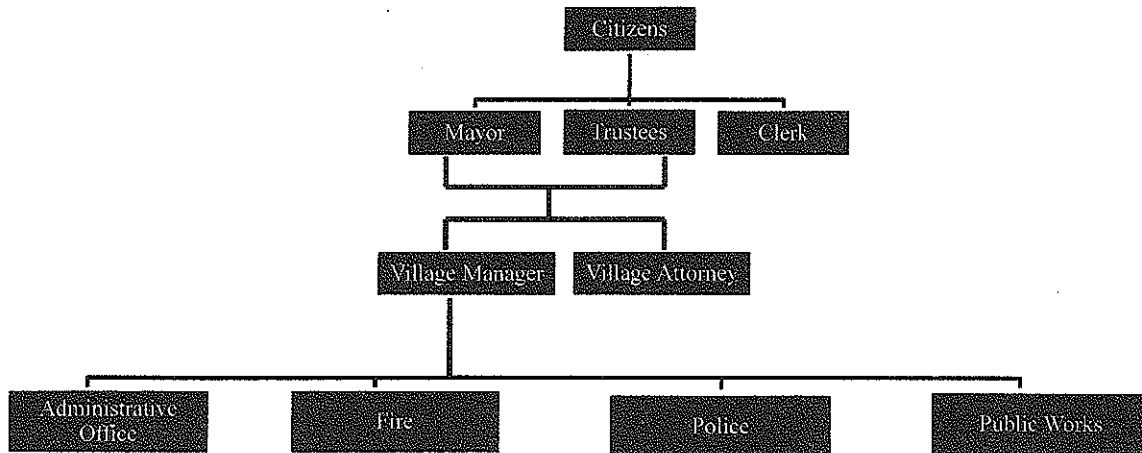 Citizens
Mayor
Trustees
Clerk
Village Manager
Village Attorney
Administrative
Office
Fire
Police
Public Works